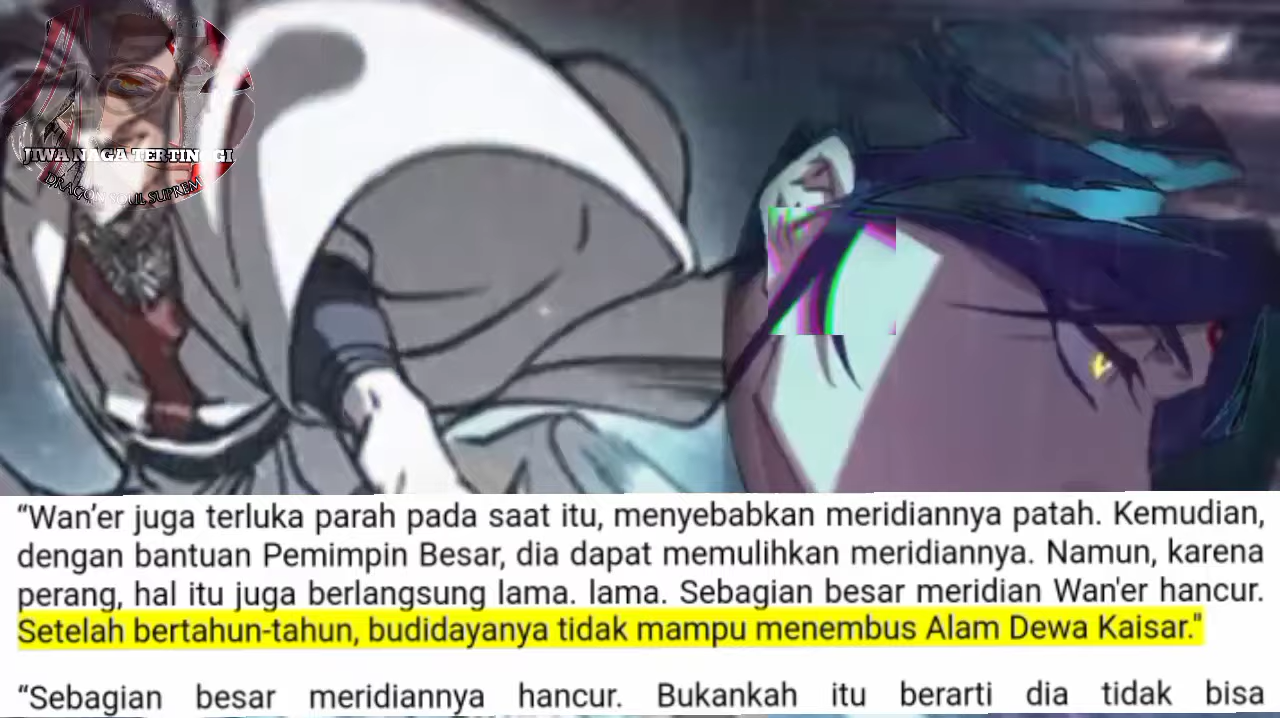 JIWA NAGA TERTINGGI
DRAGON SOUL SUPREM
“Wan’er juga terluka parah pada saat itu, menyebabkan meridiannya patah. Kemudian,
dengan bantuan Pemimpin Besar, dia dapat memulihkan meridiannya. Namun, karena
perang, hal itu juga berlangsung lama. lama. Sebagian besar meridian Wan'er hancur.
Setelah bertahun-tahun, budidayanya tidak mampu menembus Alam Dewa Kaisar."
“Sebagian besar meridiannya hancur. Bukankah itu berarti dia tidak bisa